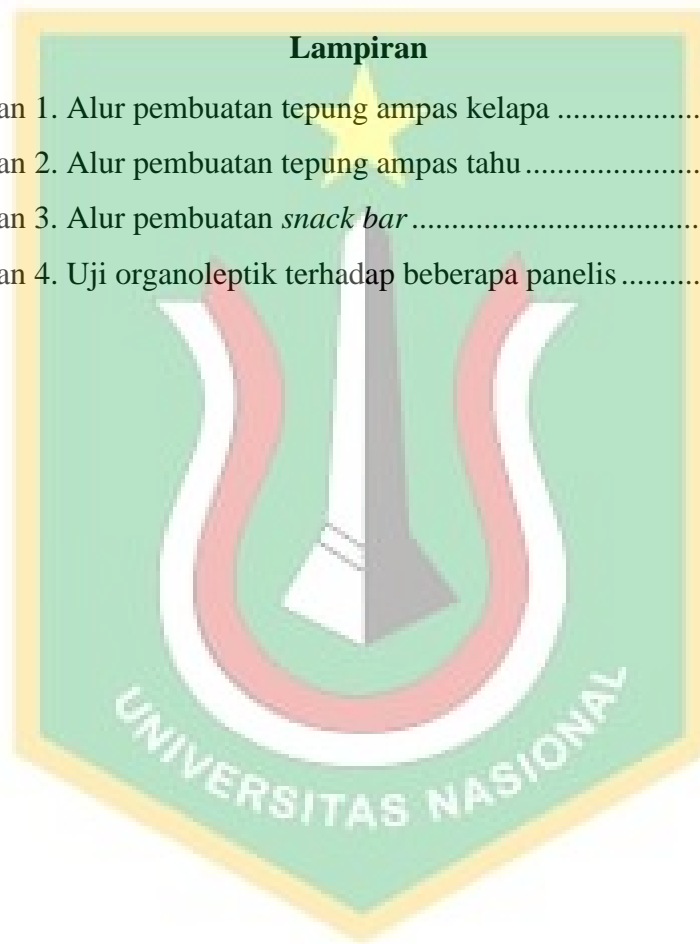 Lampiran
an 1. Alur pembuatan tepung ampas kelapa .................
an 2. Alur pembuatan tepung ampas tahu.....................
an 3. Alur pembuatan snack bar...................................
an 4. Uji organoleptik terhadap beberapa panelis..........
UNIVERSITAS NASIONAL